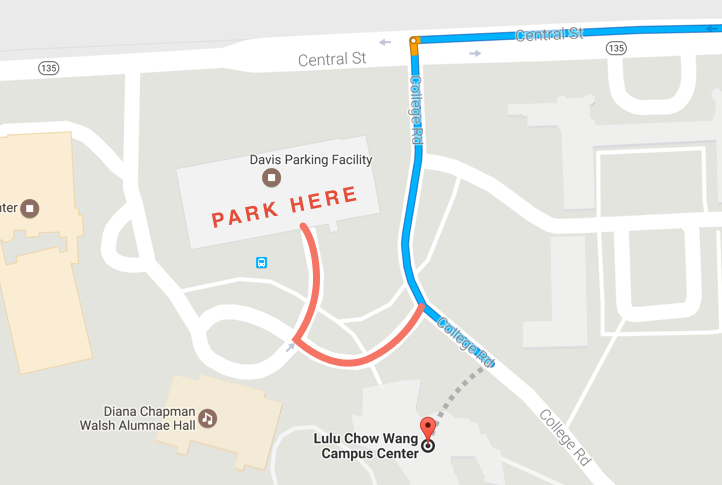 Central St
135
Central St
135
College Rd
Davis Parking Facility
PARK HERE
nter
College Rd
Diana Chapman
Walsh Alumnae Hall
Lulu Chow Wang
Campus Center
College Rd